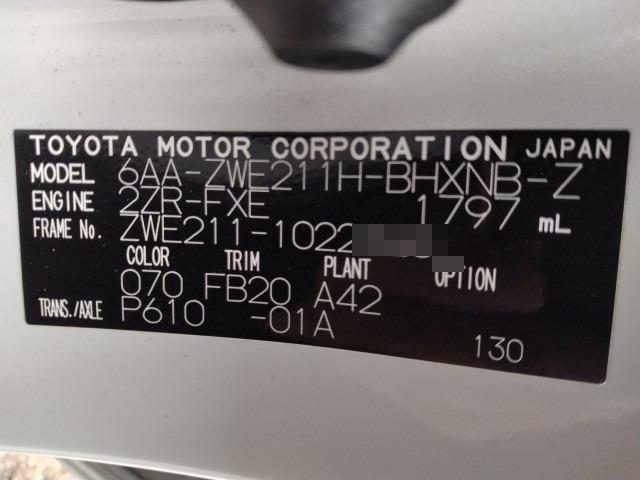 TOYOTA MOTOR CORPORATION JAPAN
MODEL 6AA-ZWE211H-BHXNB-Z
ENGINE 2ZR-FXE 1797 mL
FRAME No. ZWE211-1022
COLOR TRIM PLANT OPTION
070 FB20 A42
TRANS./AXLE P610 -01A
130